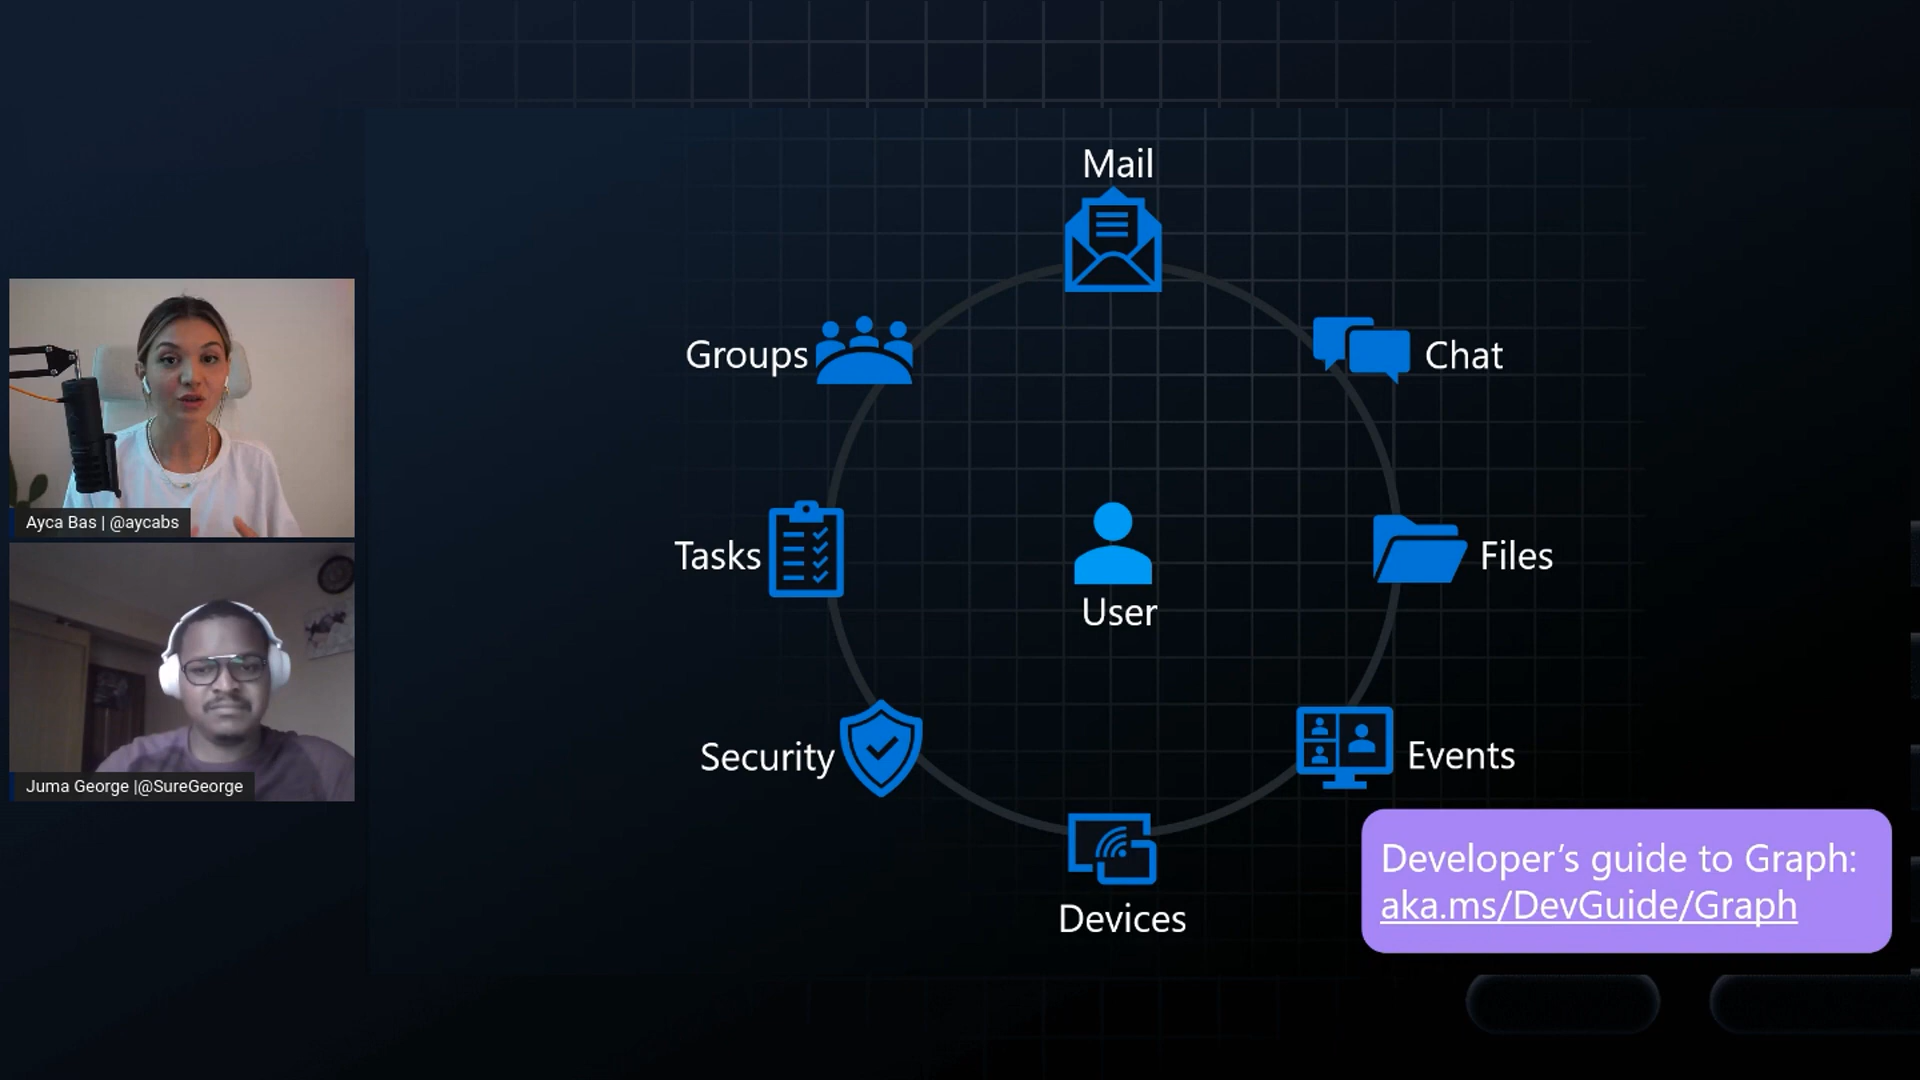 Mail
Groups
Chat
Tasks
User
Files
Security
Events
Devices
Developer’s guide to Graph:
aka.ms/DevGuide/Graph
Ayca Bas | @aycabs
Juma George |@SureGeorge